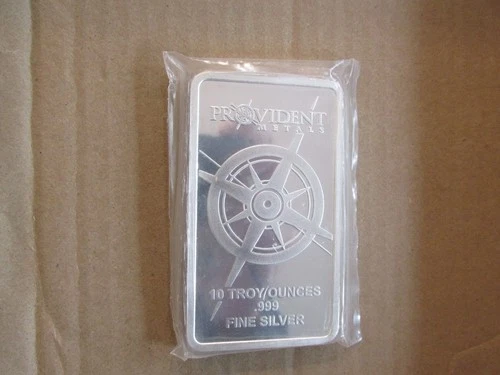 PROVIDENT
METALS
10 TROY/OUNCES
.999
FINE SILVER